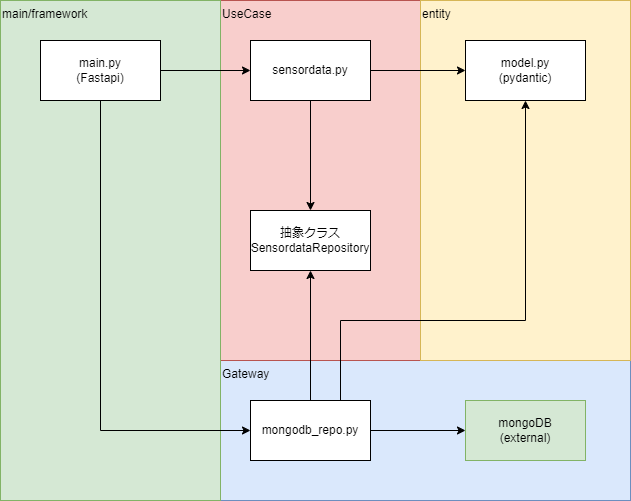 main/framework
UseCase
entity
main.py
(Fastapi)
sensordata.py
model.py
(pydantic)
抽象クラス
SensordataRepository
Gateway
mongodb_repo.py
mongoDB
(external)